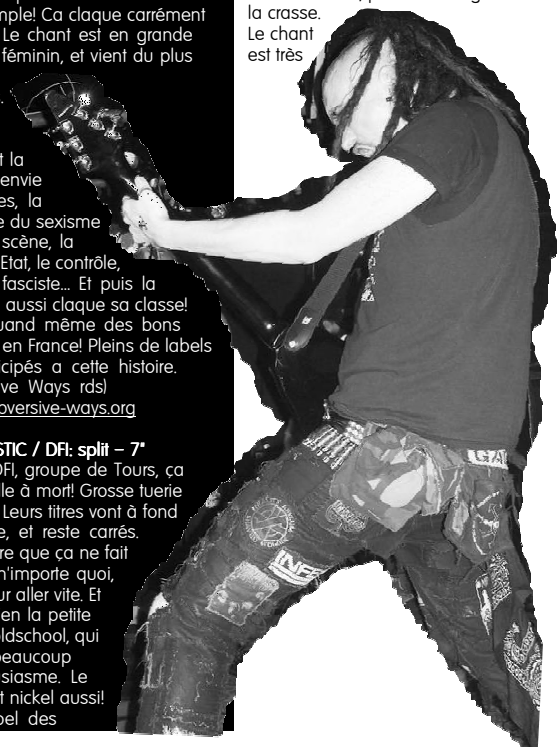 mple! Ca claque carrément
Le chant est en grande
féminin, et vient du plus
t la
envie
es, la
e du sexisme
scène, la
Etat, le contrôle,
fasciste... Et puis la
aussi claque sa classe!
uand même des bons
en France! Pleins de labels
icipés a cette histoire.
ve Ways rds)
oversive-ways.org
STIC / DFI: split – 7"
DFI, groupe de Tours, ça
lle à mort! Grosse tuerie
Leurs titres vont à fond
e, et reste carrés.
re que ça ne fait
n'importe quoi,
ur aller vite. Et
en la petite
oldschool, qui
beaucoup
usiasme. Le
t nickel aussi!
bel des
la crasse.
Le chant
est très